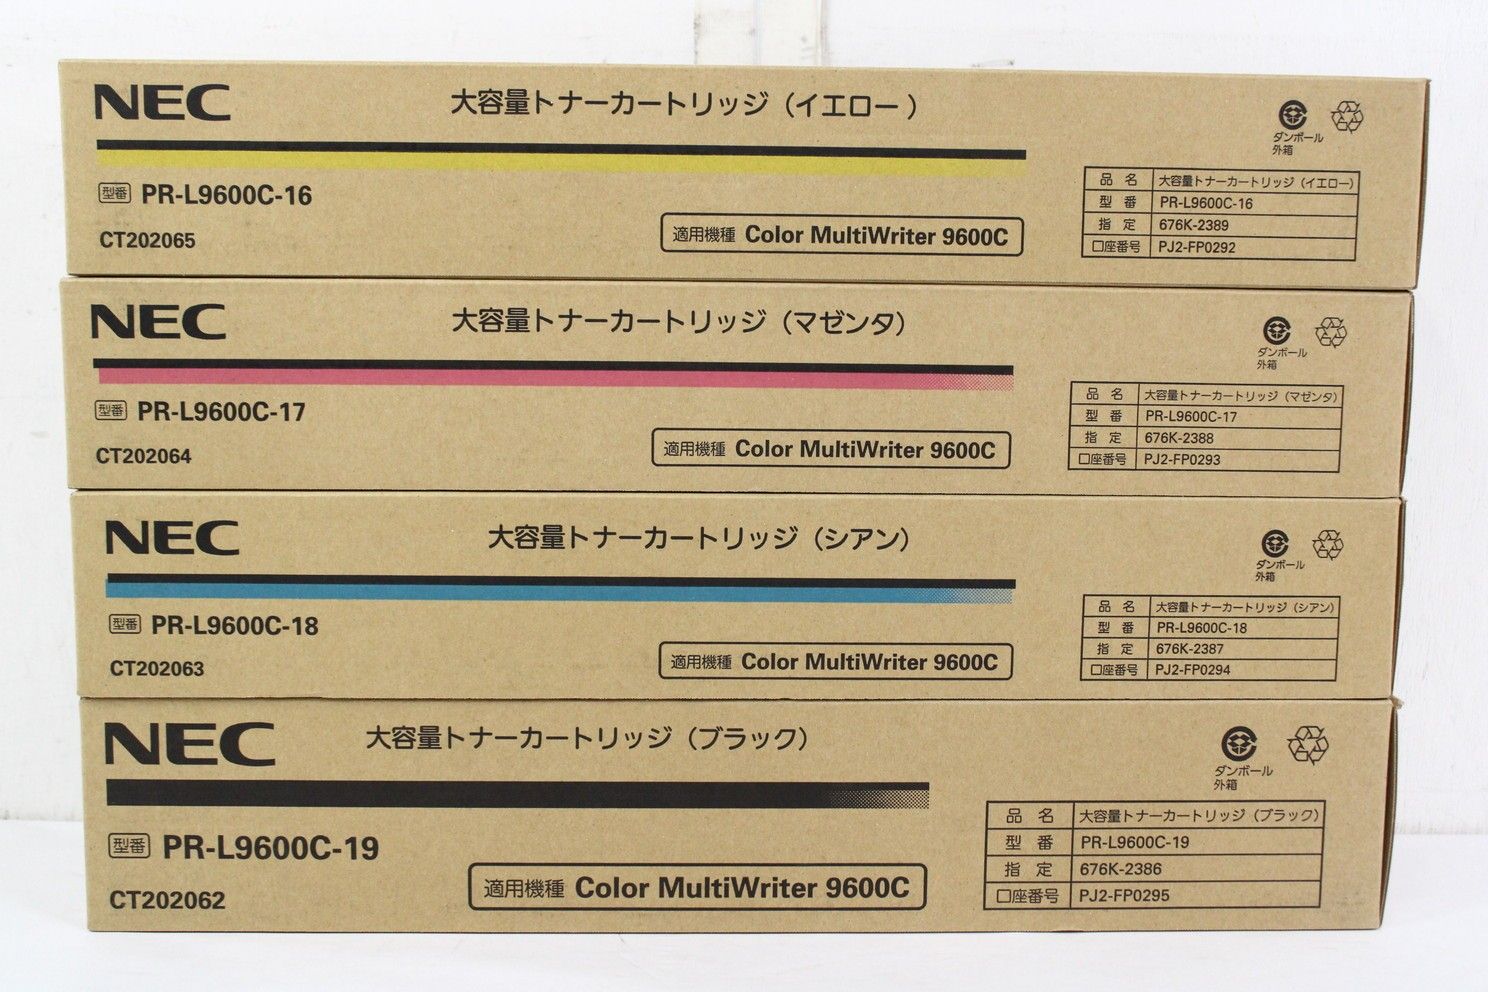 NEC
大容量トナーカートリッジ（イエロー）
型番 PR-L9600C-16
CT202065
適用機種 Color MultiWriter 9600C
ダンボール
外箱
品 名 大容量トナーカートリッジ（イエロー）
型 番 PR-L9600C-16
指 定 676K-2389
口座番号 PJ2-FP0292
NEC
大容量トナーカートリッジ（マゼンタ）
型番 PR-L9600C-17
CT202064
適用機種 Color MultiWriter 9600C
ダンボール
外箱
品 名 大容量トナーカートリッジ（マゼンタ）
型 番 PR-L9600C-17
指 定 676K-2388
口座番号 PJ2-FP0293
NEC
大容量トナーカートリッジ（シアン）
型番 PR-L9600C-18
CT202063
適用機種 Color MultiWriter 9600C
ダンボール
外箱
品 名 大容量トナーカートリッジ（シアン）
型 番 PR-L9600C-18
指 定 676K-2387
口座番号 PJ2-FP0294
NEC
大容量トナーカートリッジ（ブラック）
型番 PR-L9600C-19
CT202062
適用機種 Color MultiWriter 9600C
ダンボール
外箱
品 名 大容量トナーカートリッジ（ブラック）
型 番 PR-L9600C-19
指 定 676K-2386
口座番号 PJ2-FP0295